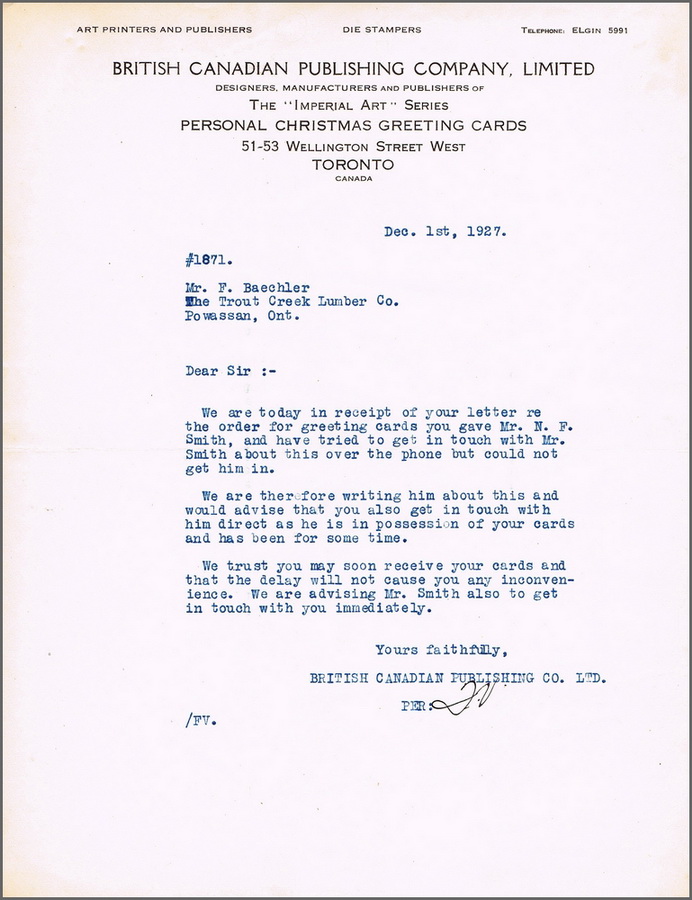 ART PRINTERS AND PUBLISHERS DIE STAMPERS TELEPHONE: ELGIN 5991
BRITISH CANADIAN PUBLISHING COMPANY, LIMITED
DESIGNERS, MANUFACTURERS AND PUBLISHERS OF
THE "IMPERIAL ART" SERIES
PERSONAL CHRISTMAS GREETING CARDS
51-53 WELLINGTON STREET WEST
TORONTO
CANADA
Dec. 1st, 1927.
#1871.
Mr. F. Baechler
The Trout Creek Lumber Co.
Powassan, Ont.
Dear Sir :-
We are today in receipt of your letter re
the order for greeting cards you gave Mr. N. F.
Smith, and have tried to get in touch with Mr.
Smith about this over the phone but could not
get him in.
We are therefore writing him about this and
would advise that you also get in touch with
him direct as he is in possession of your cards
and has been for some time.
We trust you may soon receive your cards and
that the delay will not cause you any inconven-
ience. We are advising Mr. Smith also to get
in touch with you immediately.
Yours faithfully,
BRITISH CANADIAN PUBLISHING CO. LTD.
PER:
/FV.